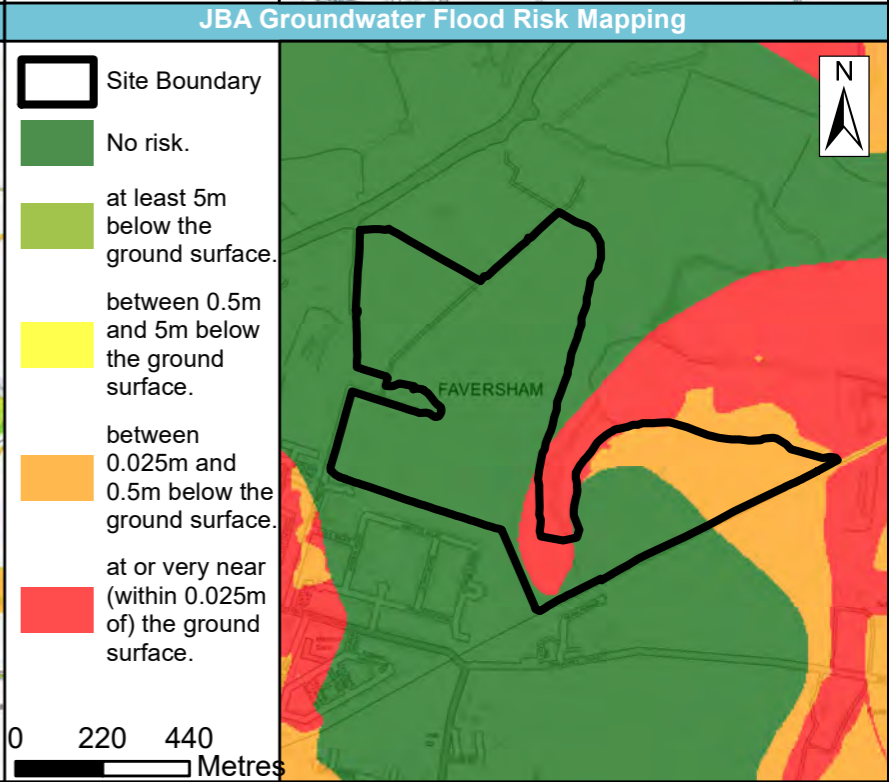 JBA Groundwater Flood Risk Mapping
Site Boundary
No risk.
at least 5m
below the
ground surface.
between 0.5m
and 5m below
the ground
surface.
between
0.025m and
0.5m below the
ground surface.
at or very near
(within 0.025m
of) the ground
surface.
0 220 440
Metres
N
FAVERSHAM